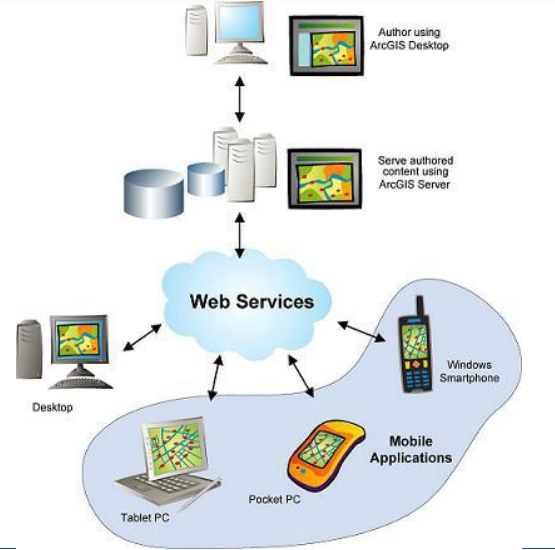 Author using
ArcGIS Desktop
Serve authored
content using
ArcGIS Server
Web Services
Desktop
Windows
Smartphone
Mobile
Applications
Pocket PC
Tablet PC